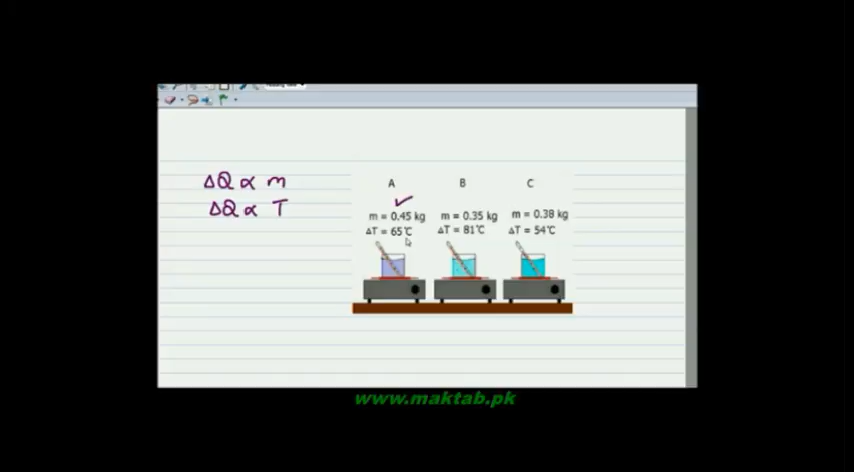 ΔQ ∝ m
ΔQ ∝ T
A B C
m = 0.45 kg m = 0.35 kg m = 0.38 kg
ΔT = 65℃ ΔT = 81℃ ΔT = 54℃
www.maktab.pk